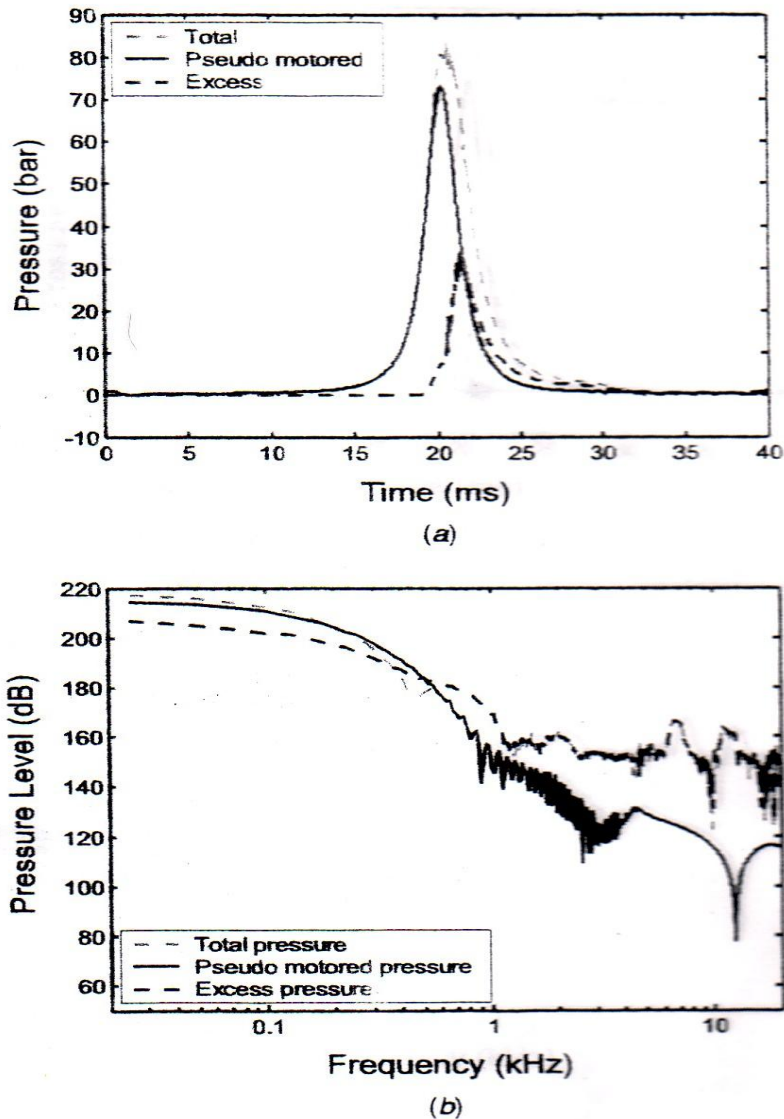 90
80
70
60
50
40
30
20
10
0
-10
Pressure (bar)
Total
Pseudo motored
Excess
0 5 10 15 20 25 30 35 40
Time (ms)
(a)
220
200
180
160
140
120
100
80
60
Pressure Level (dB)
Total pressure
Pseudo motored pressure
Excess pressure
0.1 1 10
Frequency (kHz)
(b)